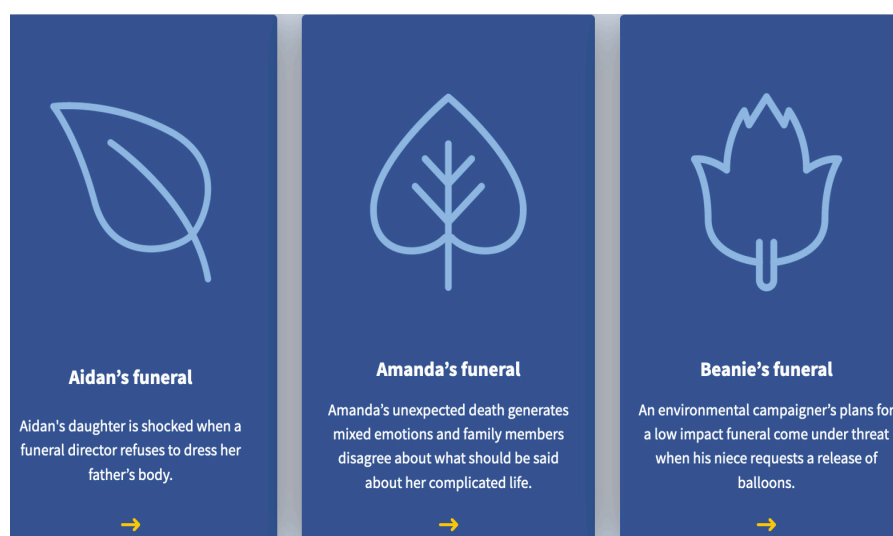 Aidan’s funeral
Aidan's daughter is shocked when a
funeral director refuses to dress her
father’s body.
→
Amanda’s funeral
Amanda’s unexpected death generates
mixed emotions and family members
disagree about what should be said
about her complicated life.
→
Beanie’s funeral
An environmental campaigner’s plans for
a low impact funeral come under threat
when his niece requests a release of
balloons.
→